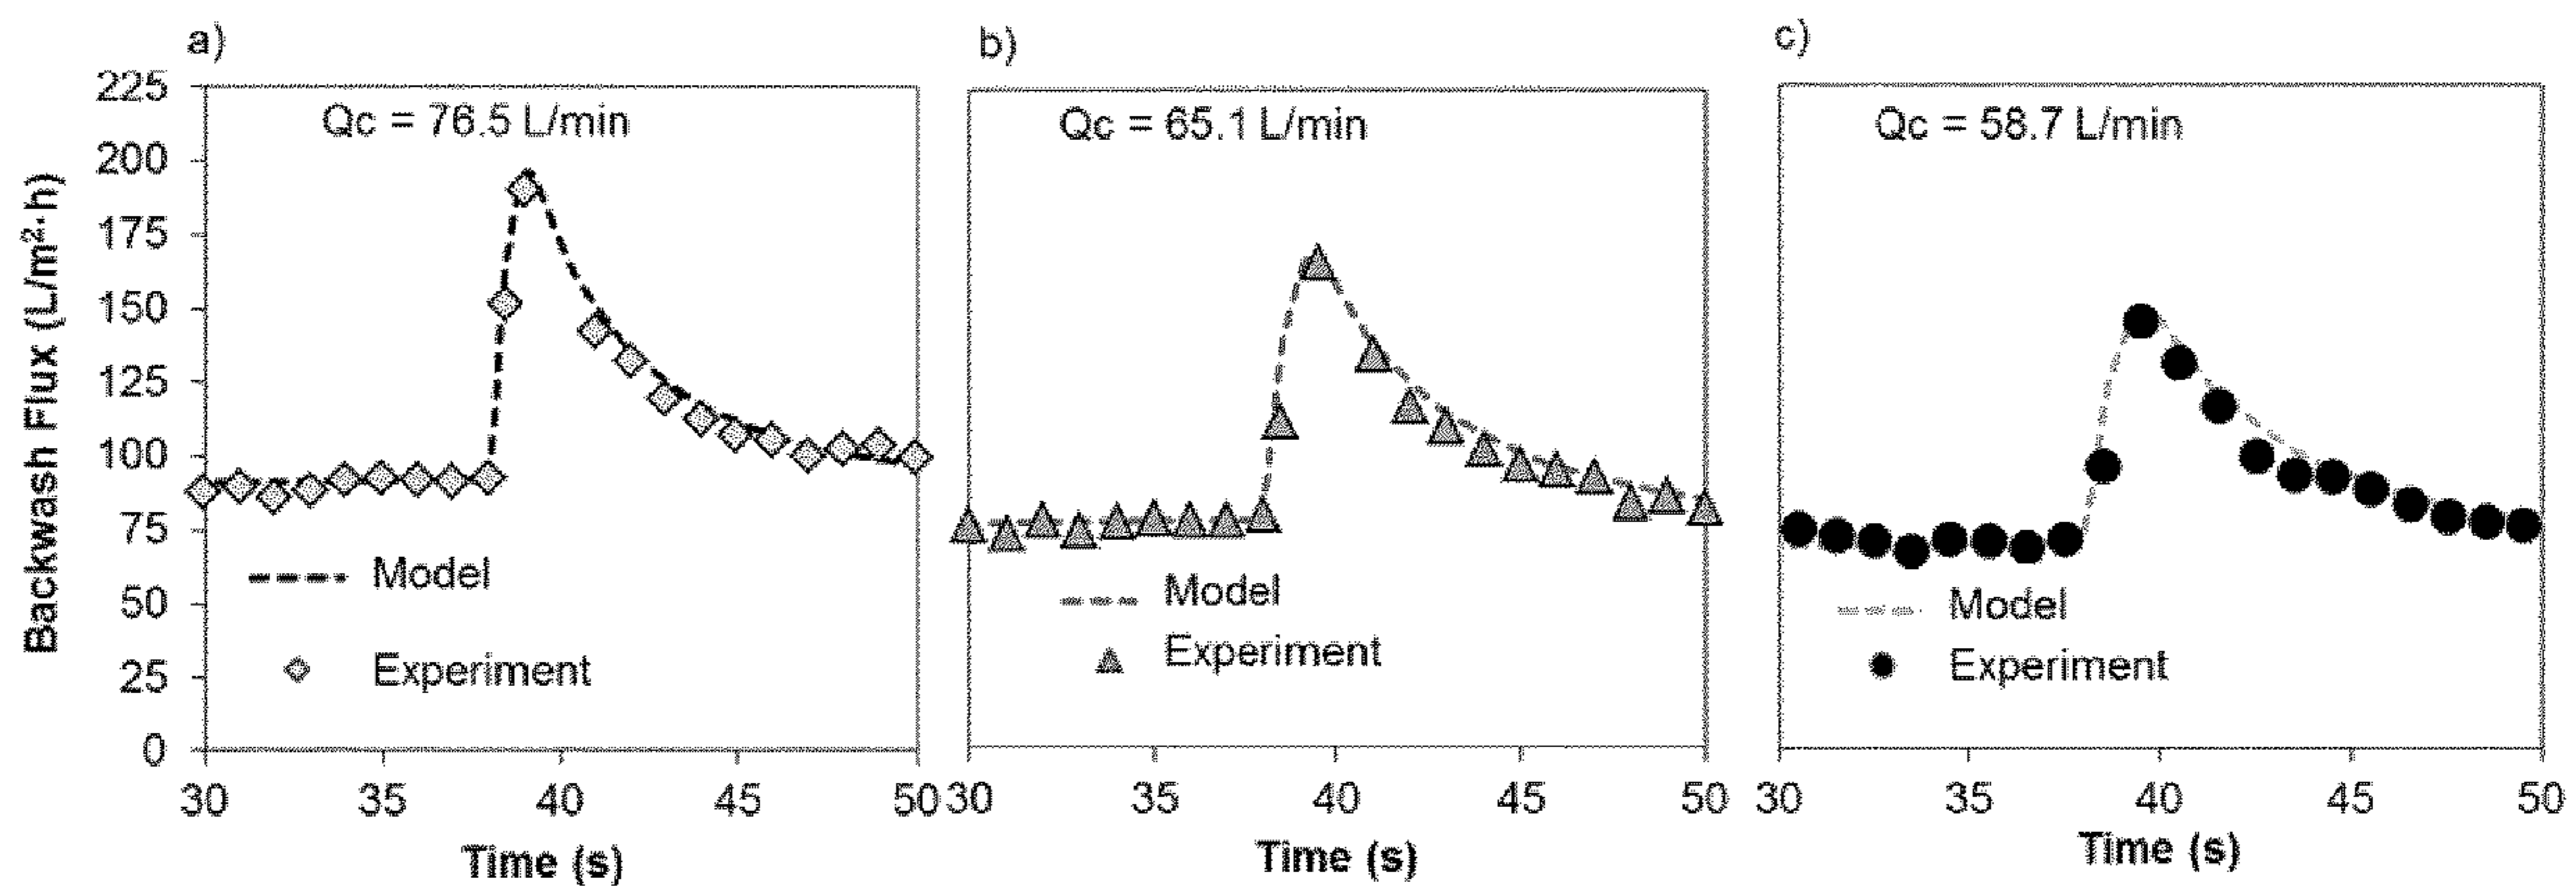 a)
b)
c)
Backwash Flux (L/m²·h)
225
200
175
150
125
100
75
50
25
0
Qc = 76.5 L/min
Model
Experiment
30 35 40 45 50
Time (s)
Qc = 65.1 L/min
Model
Experiment
30 35 40 45 50
Time (s)
Qc = 58.7 L/min
Model
Experiment
30 35 40 45 50
Time (s)